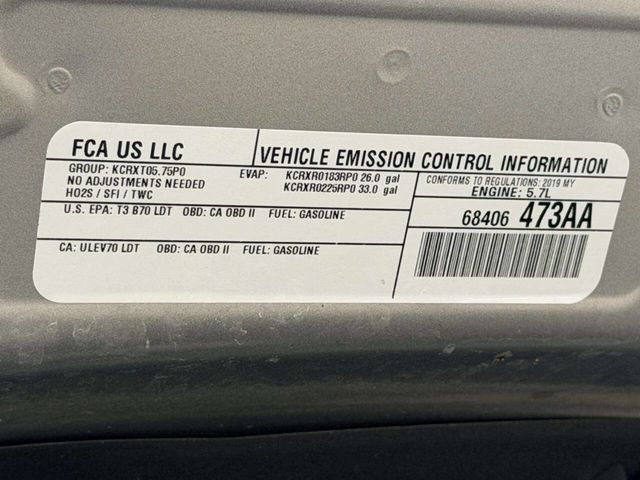 FCA US LLC
VEHICLE EMISSION CONTROL INFORMATION
GROUP: KCRXT05.75P0
NO ADJUSTMENTS NEEDED
HO2S / SFI / TWC
EVAP: KCRXR0183RP0 26.0 gal
KCRXR0225RP0 33.0 gal
CONFORMS TO REGULATIONS: 2019 MY
ENGINE: 5.7L
U.S. EPA: T3 B70 LDT OBD: CA OBD II FUEL: GASOLINE
68406 473AA
CA: ULEV70 LDT OBD: CA OBD II FUEL: GASOLINE